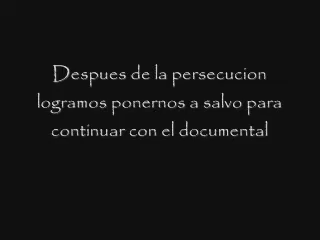 Despues de la persecucion
logramos ponernos a salvo para
continuar con el documental